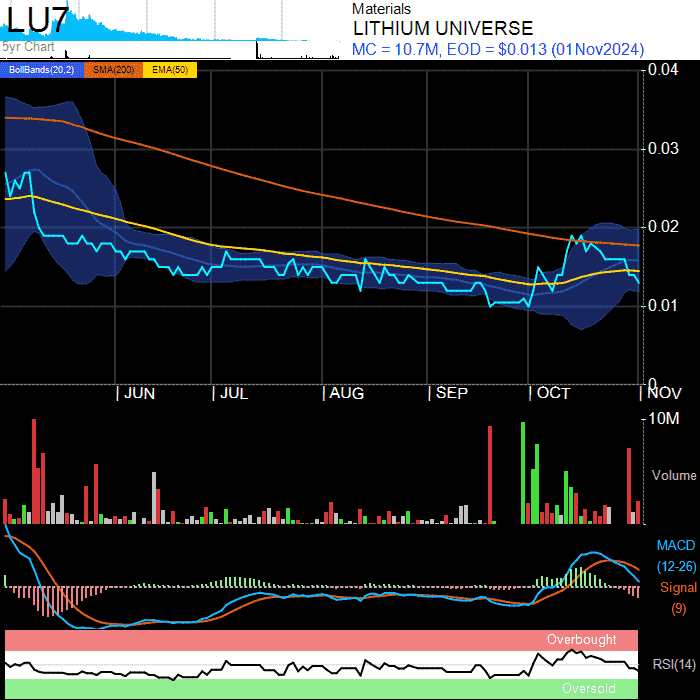 LU7
5yr Chart
Materials
LITHIUM UNIVERSE
MC = 10.7M, EOD = $0.013 (01Nov2024)
BollBands(20,2) SMA(200) EMA(50)
0.04
0.03
0.02
0.01
0
JUN JUL AUG SEP OCT NOV
10M
Volume
MACD
(12-26)
Signal
(9)
Overbought
RSI(14)
Oversold